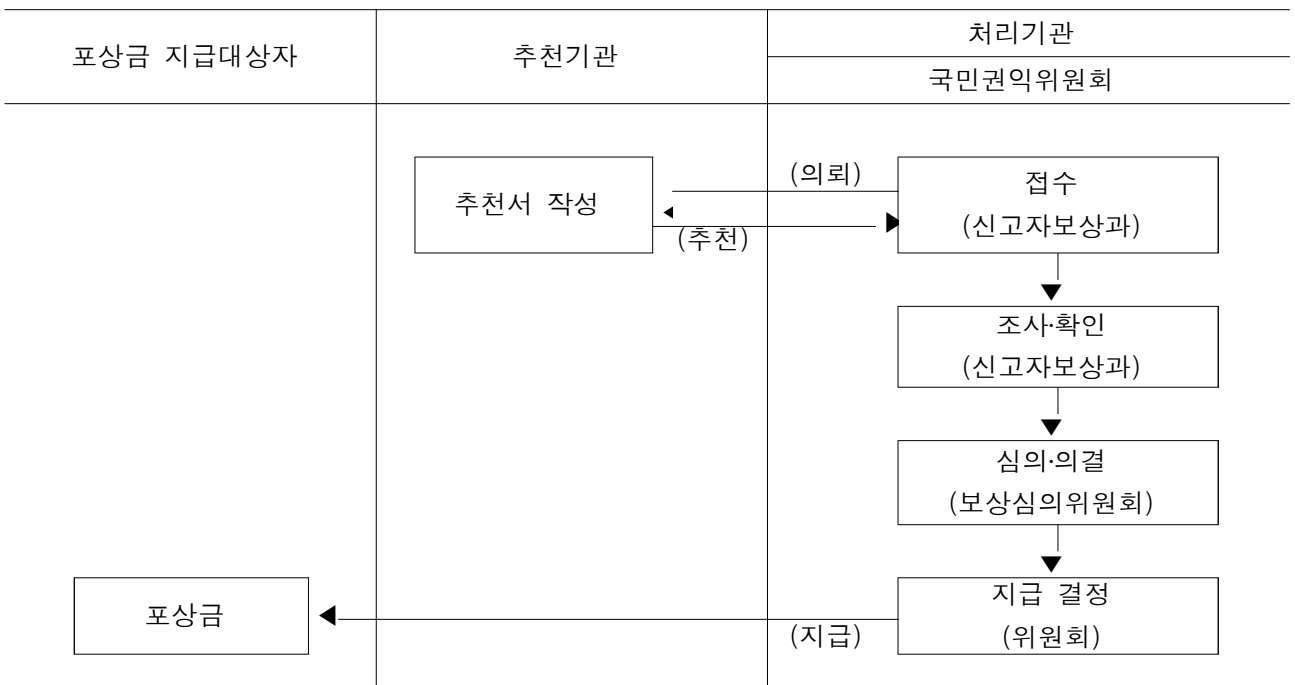 포상금 지급대상자
추천기관
처리기관
국민권익위원회
추천서 작성
(의뢰)
(추천)
접수
(신고자보상과)
조사·확인
(신고자보상과)
심의·의결
(보상심의위원회)
포상금
(지급)
지급 결정
(위원회)